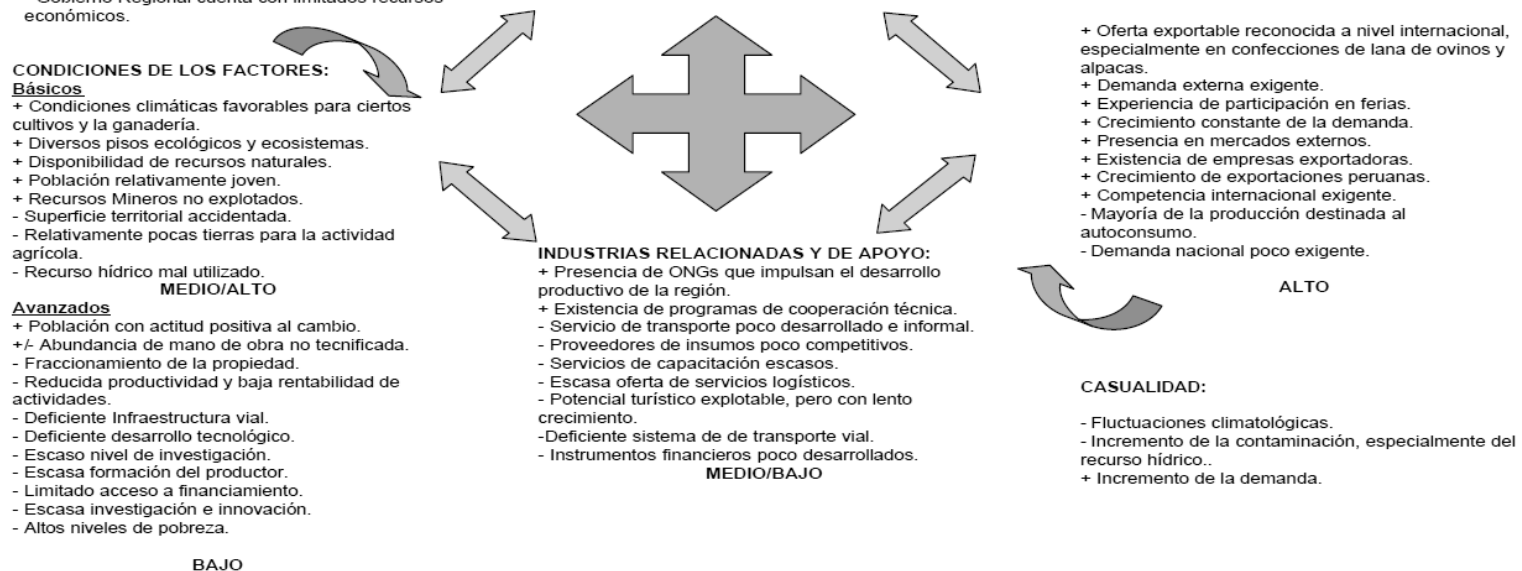 - Gobierno Regional cuenta con limitados recursos
económicos.
CONDICIONES DE LOS FACTORES:
Básicos
+ Condiciones climáticas favorables para ciertos
cultivos y la ganadería.
+ Diversos pisos ecológicos y ecosistemas.
+ Disponibilidad de recursos naturales.
+ Población relativamente joven.
+ Recursos Mineros no explotados.
- Superficie territorial accidentada.
- Relativamente pocas tierras para la actividad
agrícola.
- Recurso hídrico mal utilizado.
MEDIO/ALTO
Avanzados
+ Población con actitud positiva al cambio.
+/- Abundancia de mano de obra no tecnificada.
- Fraccionamiento de la propiedad.
- Reducida productividad y baja rentabilidad de
actividades.
- Deficiente Infraestructura vial.
- Deficiente desarrollo tecnológico.
- Escaso nivel de investigación.
- Escasa formación del productor.
- Limitado acceso a financiamiento.
- Escasa investigación e innovación.
- Altos niveles de pobreza.
BAJO
INDUSTRIAS RELACIONADAS Y DE APOYO:
+ Presencia de ONGs que impulsan el desarrollo
productivo de la región.
+ Existencia de programas de cooperación técnica.
- Servicio de transporte poco desarrollado e informal.
- Proveedores de insumos poco competitivos.
- Servicios de capacitación escasos.
- Escasa oferta de servicios logísticos.
- Potencial turístico explotable, pero con lento
crecimiento.
-Deficiente sistema de de transporte vial.
- Instrumentos financieros poco desarrollados.
MEDIO/BAJO
+ Oferta exportable reconocida a nivel internacional,
especialmente en confecciones de lana de ovinos y
alpacas.
+ Demanda externa exigente.
+ Experiencia de participación en ferias.
+ Crecimiento constante de la demanda.
+ Presencia en mercados externos.
+ Existencia de empresas exportadoras.
+ Crecimiento de exportaciones peruanas.
+ Competencia internacional exigente.
- Mayoría de la producción destinada al
autoconsumo.
- Demanda nacional poco exigente.
ALTO
CASUALIDAD:
- Fluctuaciones climatológicas.
- Incremento de la contaminación, especialmente del
recurso hídrico..
+ Incremento de la demanda.